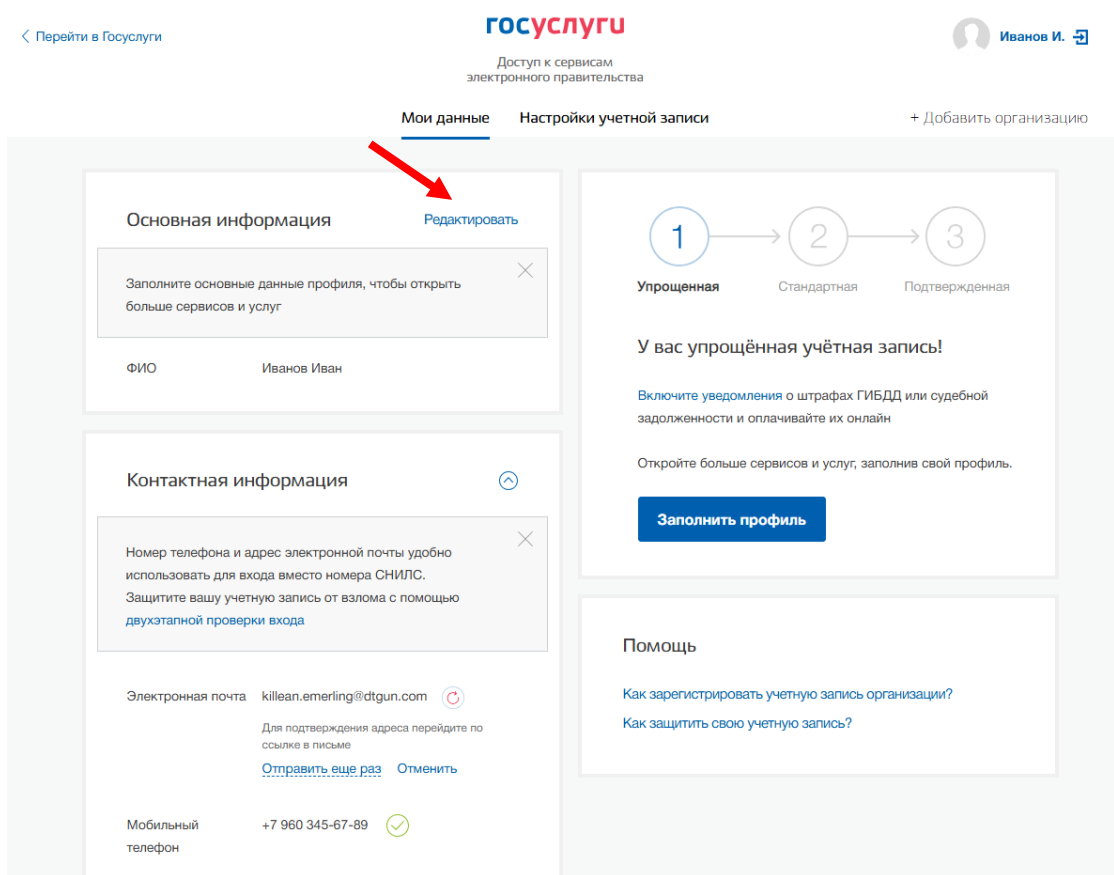 Перейти в Госуслуги
госуслуги
Доступ к сервисам
электронного правительства
Иванов И.
Мои данные
Настройки учетной записи
+ Добавить организацию
Основная информация
Редактировать
Заполните основные данные профиля, чтобы открыть
больше сервисов и услуг
ФИО
Иванов Иван
Контактная информация
Номер телефона и адрес электронной почты удобно
использовать для входа вместо номера СНИЛС.
Защитите вашу учетную запись от взлома с помощью
двухэтапной проверки входа
Электронная почта
killean.emerling@dtgun.com
Для подтверждения адреса перейдите по
ссылке в письме
Отправить еще раз
Отменить
Мобильный
телефон
+7 960 345-67-89
1
2
3
Упрощенная
Стандартная
Подтвержденная
У вас упрощённая учётная запись!
Включите уведомления о штрафах ГИБДД или судебной
задолженности и оплачивайте их онлайн
Откройте больше сервисов и услуг, заполнив свой профиль.
Заполнить профиль
Помощь
Как зарегистрировать учетную запись организации?
Как защитить свою учетную запись?